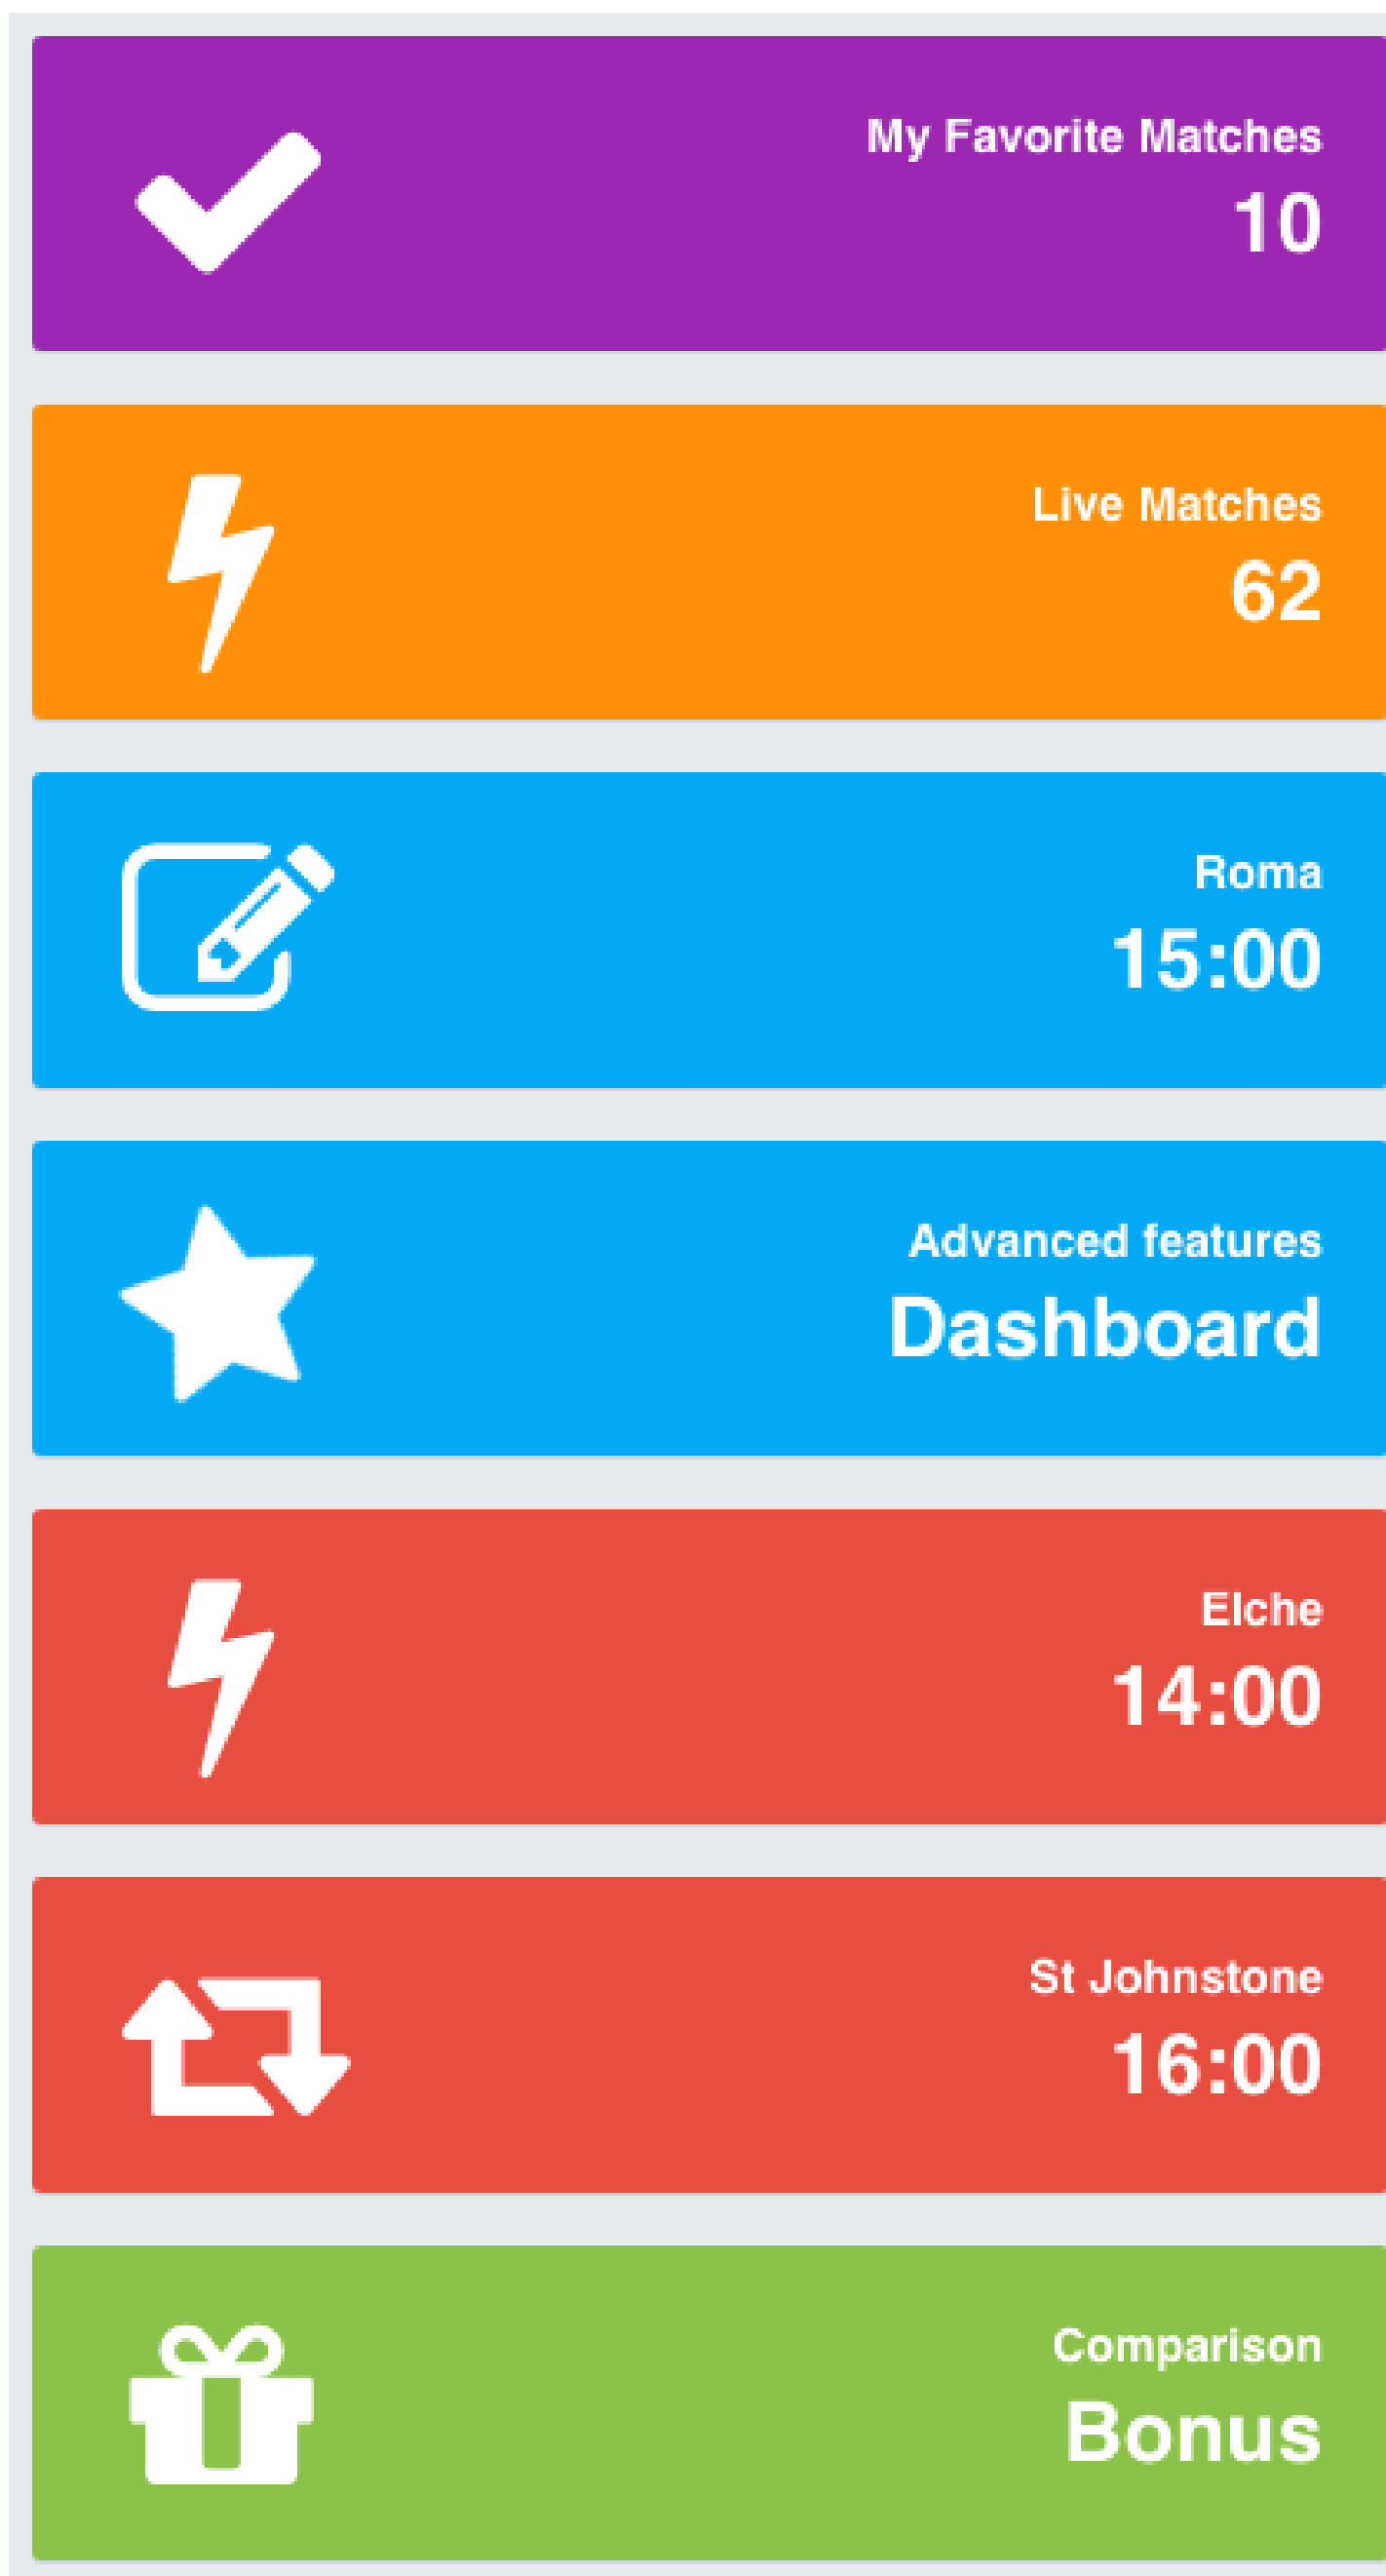 My Favorite Matches
10
Live Matches
62
Roma
15:00
Advanced features
Dashboard
Elche
14:00
St Johnstone
16:00
Comparison
Bonus